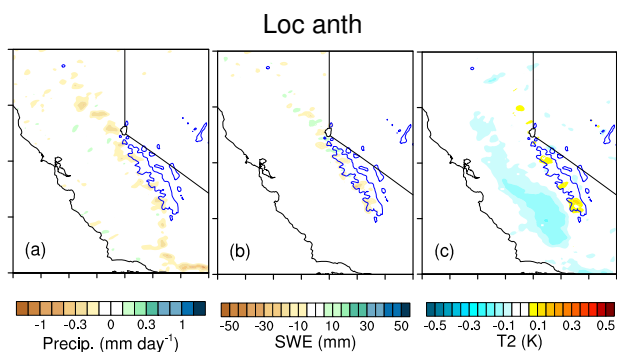 Loc anth
(a) (b) (c)
-1 -0.3 0 0.3 1 -50 -30 -10 10 30 50 -0.5 -0.3 -0.1 0.1 0.3 0.5
Precip. (mm day⁻¹) SWE (mm) T2 (K)